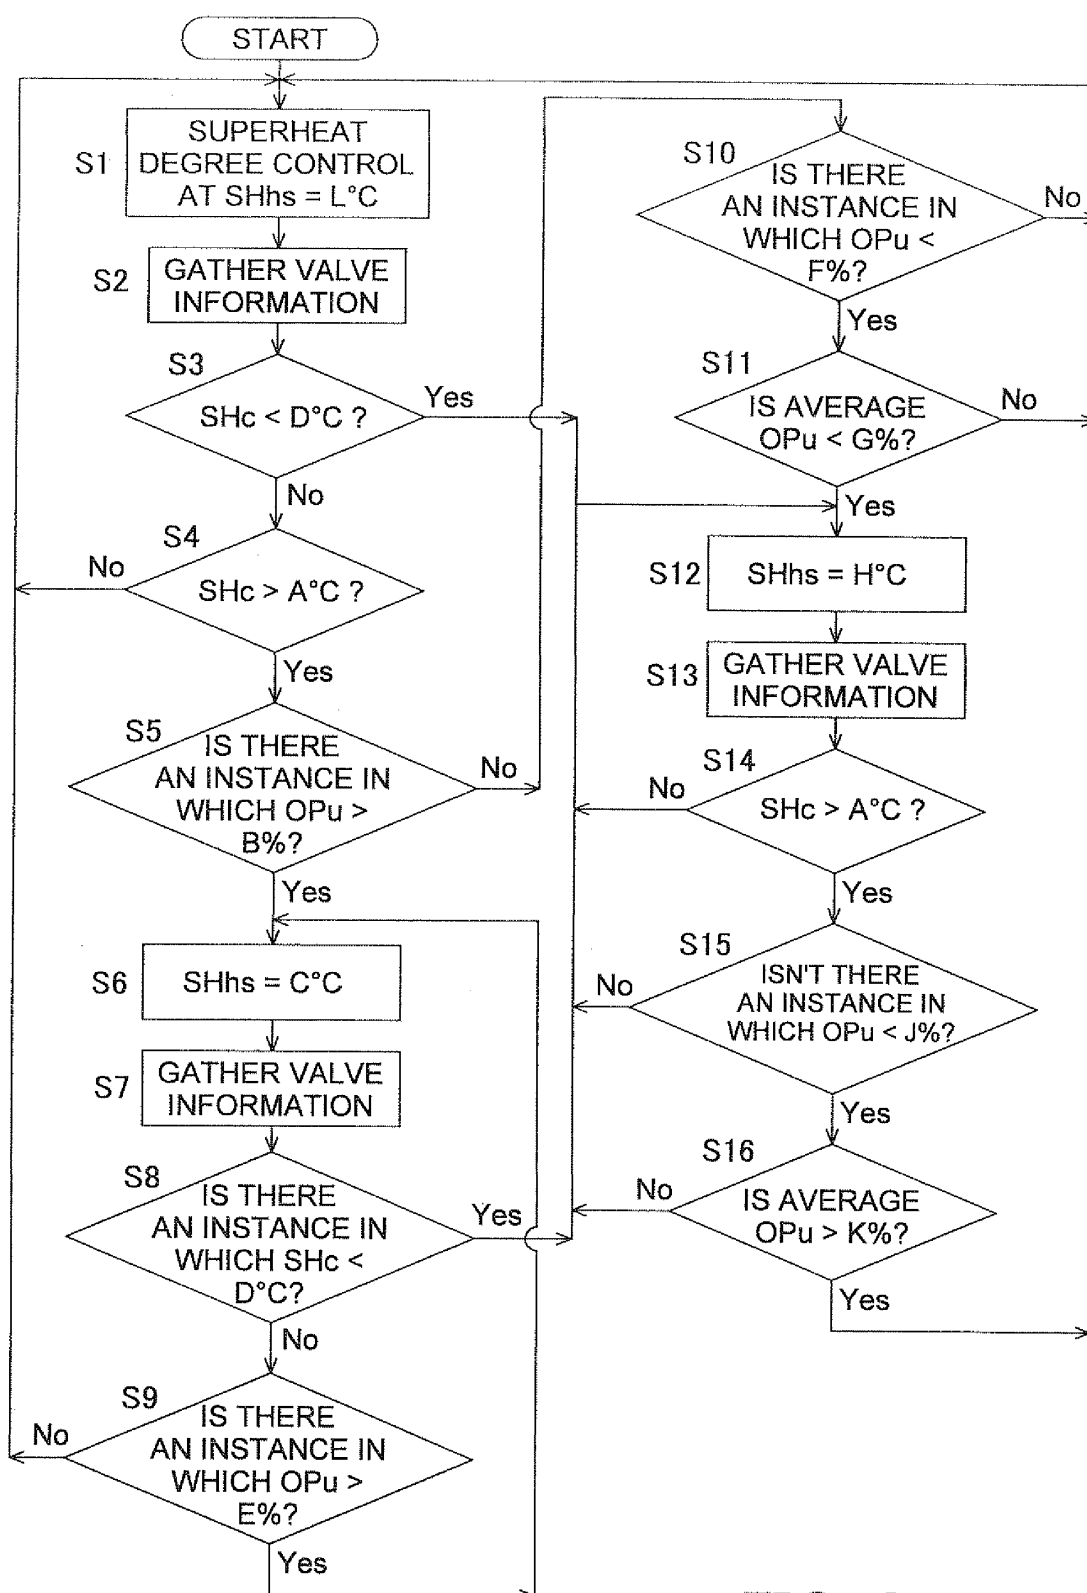 START
S1
SUPERHEAT
DEGREE CONTROL
AT SHhs = L°C
S2
GATHER VALVE
INFORMATION
S3
SHc < D°C ?
Yes
No
S4
SHc > A°C ?
No
Yes
S5
IS THERE
AN INSTANCE IN
WHICH OPu >
B%?
No
Yes
S6
SHhs = C°C
S7
GATHER VALVE
INFORMATION
S8
IS THERE
AN INSTANCE IN
WHICH SHc <
D°C?
Yes
No
S9
IS THERE
AN INSTANCE IN
WHICH OPu >
E%?
No
Yes
S10
IS THERE
AN INSTANCE IN
WHICH OPu <
F%?
No
Yes
S11
IS AVERAGE
OPu < G%?
No
Yes
S12
SHhs = H°C
S13
GATHER VALVE
INFORMATION
S14
SHc > A°C ?
No
Yes
S15
ISN'T THERE
AN INSTANCE IN
WHICH OPu < J%?
No
Yes
S16
IS AVERAGE
OPu > K%?
No
Yes